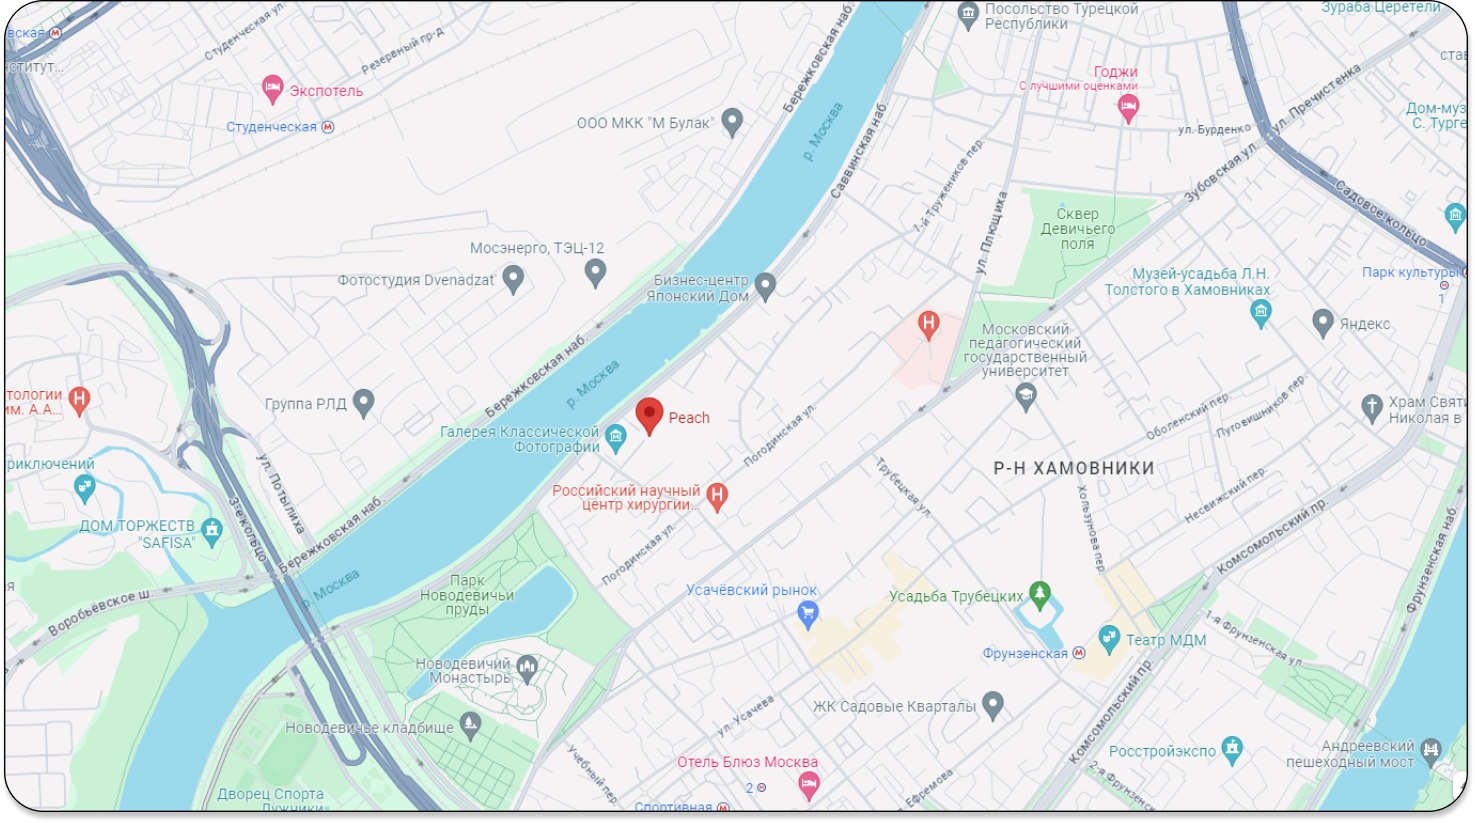 вская
ститут...
Студенческая ул.
Резервный пр-д
Экспотель
Студенческая
Бережковская наб.
ООО МКК "М Булак"
р. Москва
Саввинская наб.
Посольство Турецкой
Республики
Зураба Церетели
Годжи
С лучшими оценками
ул. Бурденко
ул. Пречистенка
Дом-муз
С. Турге
Зубовская ул.
Садовое кольцо
1-й Тружеников пер.
ул. Плющиха
Сквер
Девичьего
поля
Мосэнерго, ТЭЦ-12
Фотостудия Dvenadzat'
Бизнес-центр
Японский Дом
Музей-усадьба Л.Н.
Толстого в Хамовниках
Парк культуры
1
Яндекс
Московский
педагогический
государственный
университет
Бережковская наб.
р. Москва
тологии
им. А.А...
Группа РЛД
Peach
Галерея Классической
Фотографии
Погодинская ул.
Оболенский пер.
Пуговишников пер.
Храм Святи
Николая в
риключений
ул. Потылиха
3-е кольцо
Российский научный
центр хирургии...
Трубецкая ул.
Р-Н ХАМОВНИКИ
Хользунова пер.
Несвижский пер.
Комсомольский пр.
Фрунзенская наб.
ДОМ ТОРЖЕСТВ
"SAFISA"
Бережковская наб.
р. Москва
Воробьёвское ш.
Парк
Новодевичьи
пруды
Погодинская ул.
Усачёвский рынок
Усадьба Трубецких
Театр МДМ
Фрунзенская
1-я Фрунзенская ул.
Новодевичий
Монастырь
Новодевичье кладбище
ул. Усачева
ЖК Садовые Кварталы
Комсомольский пр.
Росстройэкспо
Андреевский
пешеходный мост
Учебный пер.
Отель Блюз Москва
2
Спортивная
Ефремова
2-я Фрунзенс
Дворец Спорта
Лужники